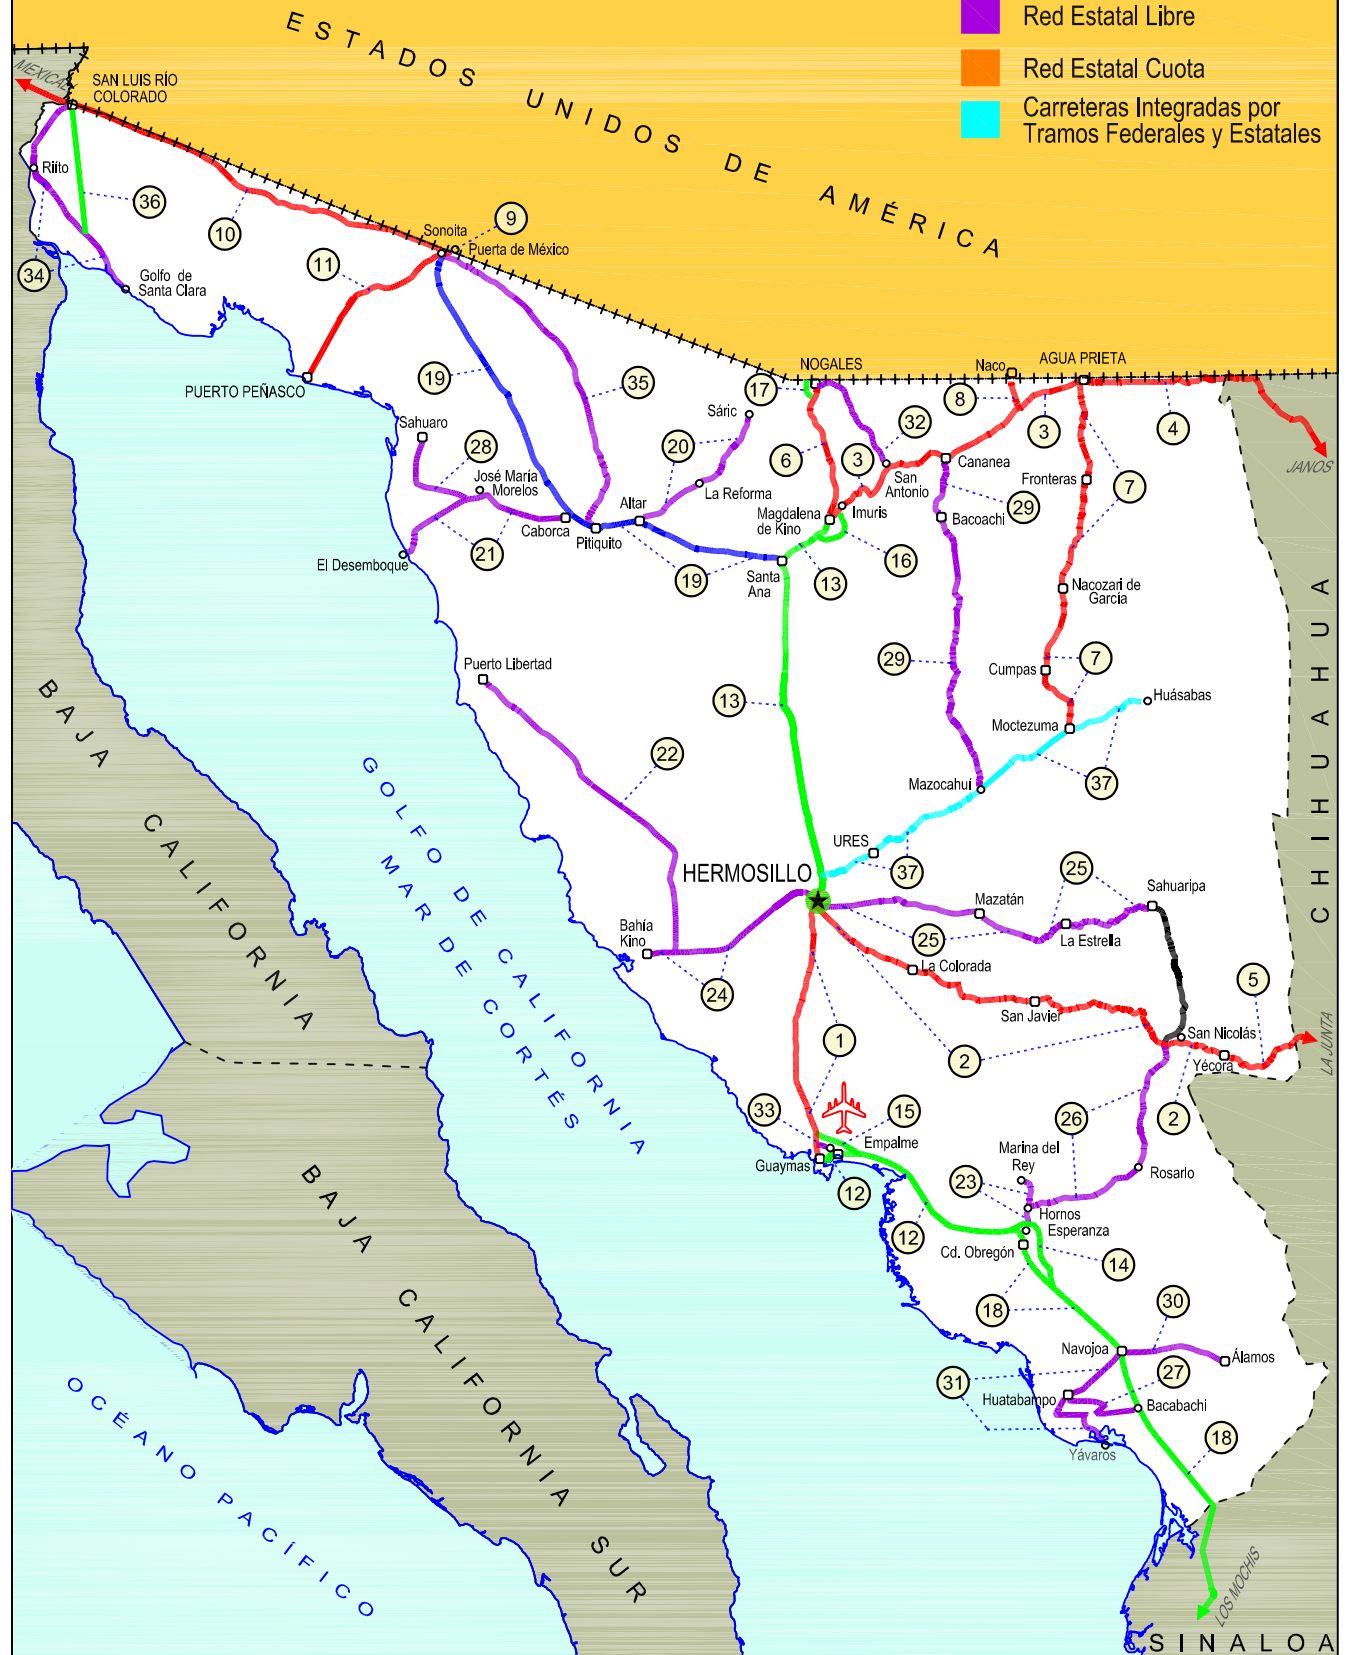 Red Estatal Libre
Red Estatal Cuota
Carreteras Integradas por
Tramos Federales y Estatales
ESTADOS UNIDOS DE AMÉRICA
MEXICALI
SAN LUIS RÍO
COLORADO
Riíto
36
10
34
Golfo de
Santa Clara
11
Sonoita
9
Puerta de México
PUERTO PEÑASCO
19
35
NOGALES
17
Naco
AGUA PRIETA
8
3
4
JANOS
Sáric
20
32
6
3
Sahuaro
28
José María
Morelos
La Reforma
San
Antonio
Cananea
Fronteras
7
29
Altar
Magdalena
de Kino
Imuris
Bacoachi
Caborca
Pitiquito
21
El Desemboque
19
Santa
Ana
13
16
Nacozari de
García
Puerto Libertad
29
Cumpas
7
13
Moctezuma
Huásabas
22
Mazocahuí
37
URES
37
HERMOSILLO
25
Sahuaripa
Mazatán
La Estrella
25
Bahía
Kino
24
La Colorada
San Javier
5
San Nicolás
Yécora
LA JUNTA
1
2
2
33
15
Empalme
Guaymas
12
26
Marina del
Rey
23
Rosarlo
Hornos
Esperanza
12
Cd. Obregón
14
18
30
Navojoa
Álamos
27
31
Huatabampo
Bacabachi
Yávaros
18
LOS MOCHIS
SINALOA
CHIHUAHUA
BAJA CALIFORNIA
GOLFO DE CALIFORNIA
MAR DE CORTÉS
BAJA CALIFORNIA SUR
OCÉANO PACÍFICO